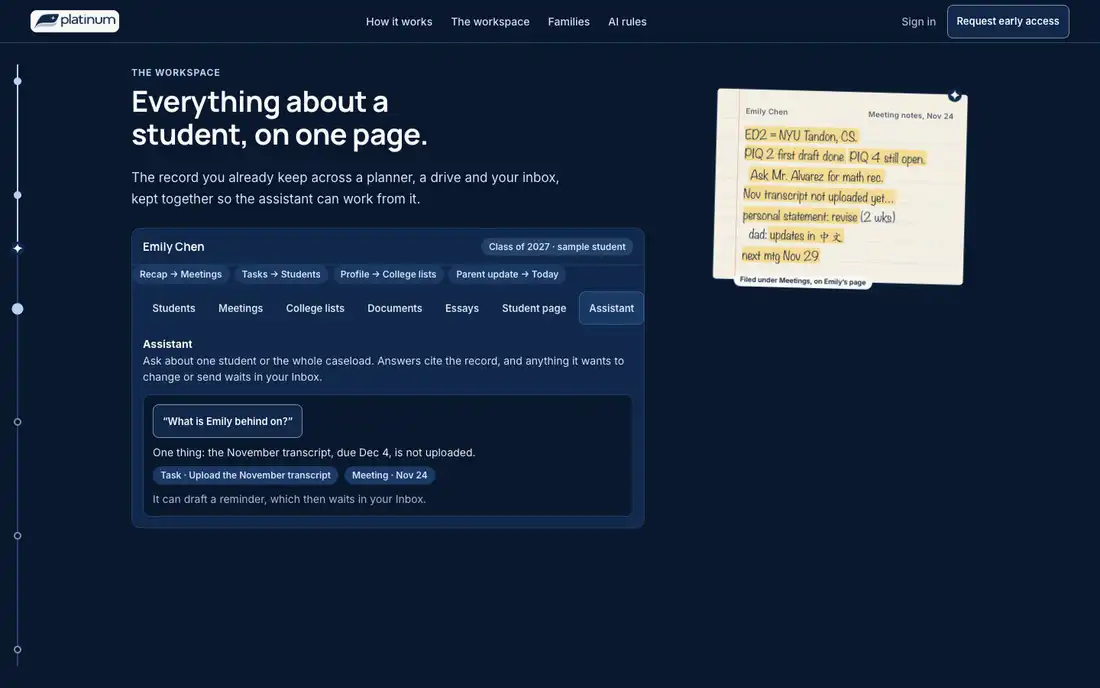 platinum
How it works
The workspace
Families
AI rules
Sign in
Request early access
THE WORKSPACE
Everything about a
student, on one page.
The record you already keep across a planner, a drive and your inbox,
kept together so the assistant can work from it.
Emily Chen
Class of 2027 · sample student
Recap → Meetings
Tasks → Students
Profile → College lists
Parent update → Today
Students
Meetings
College lists
Documents
Essays
Student page
Assistant
Assistant
Ask about one student or the whole caseload. Answers cite the record, and anything it wants to
change or send waits in your Inbox.
“What is Emily behind on?”
One thing: the November transcript, due Dec 4, is not uploaded.
Task · Upload the November transcript
Meeting · Nov 24
It can draft a reminder, which then waits in your Inbox.
Emily Chen
Meeting notes, Nov 24
ED2 = NYU Tandon, CS.
PIQ 2 first draft done. PIQ 4 still open.
Ask Mr. Alvarez for math rec.
Nov transcript not uploaded yet...
personal statement: revise (2 wks)
dad: updates in 中文
next mtg Nov 29
Filed under Meetings, on Emily's page